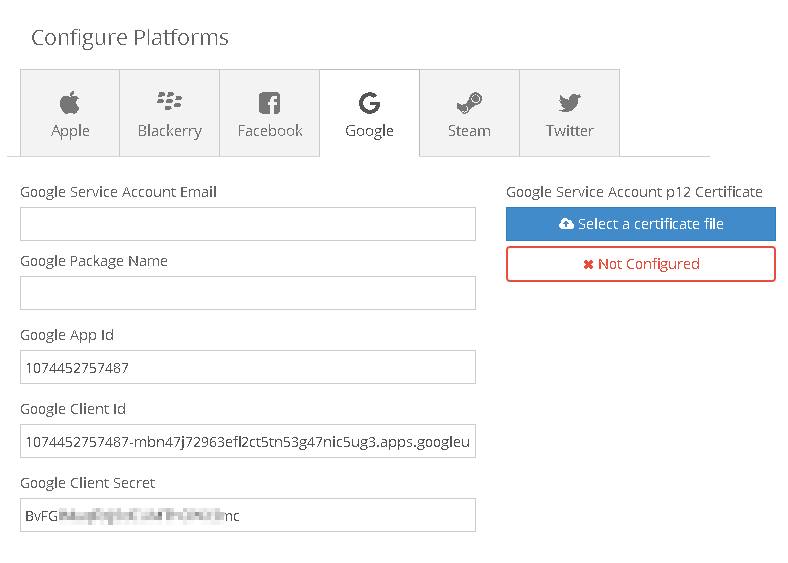 Configure Platforms
Apple
Blackerry
Facebook
Google
Steam
Twitter
Google Service Account Email
Google Service Account p12 Certificate
Select a certificate file
Not Configured
Google Package Name
Google App Id
1074452757487
Google Client Id
1074452757487-mbn47j72963efl2ct5tn53g47nic5ug3.apps.googleu
Google Client Secret
BvFG mc